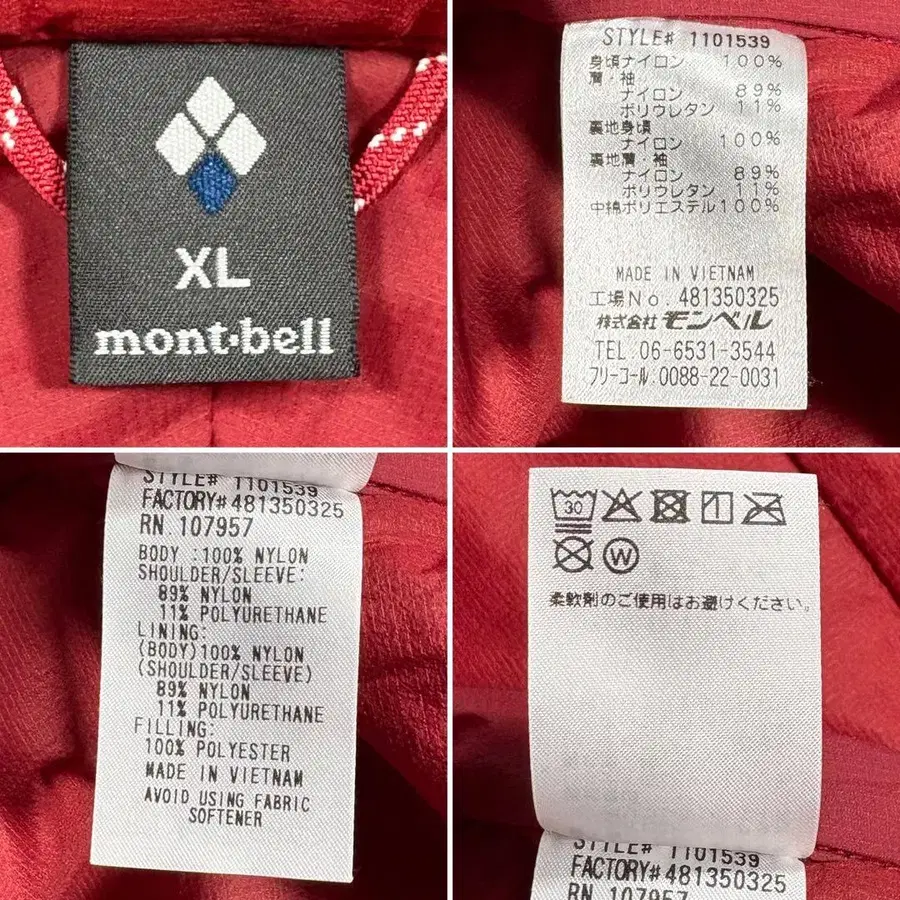 XL
mont·bell
STYLE# 1101539
身頃ナイロン 100%
肩・袖
ナイロン 89%
ポリウレタン 11%
裏地身頃
ナイロン 100%
裏地肩・袖
ナイロン 89%
ポリウレタン 11%
中綿ポリエステル100%
MADE IN VIETNAM
工場No. 481350325
株式会社 モンベル
TEL.06-6531-3544
フリーコール.0088-22-0031
STYLE# 1101539
FACTORY#481350325
RN.107957
BODY :100% NYLON
SHOULDER/SLEEVE:
89% NYLON
11% POLYURETHANE
LINING:
(BODY)100% NYLON
(SHOULDER/SLEEVE)
89% NYLON
11% POLYURETHANE
FILLING:
100% POLYESTER
MADE IN VIETNAM
AVOID USING FABRIC
SOFTENER
30
W
柔軟剤のご使用はお避けください。
STYLE# 1101539
FACTORY#481350325
RN.107957